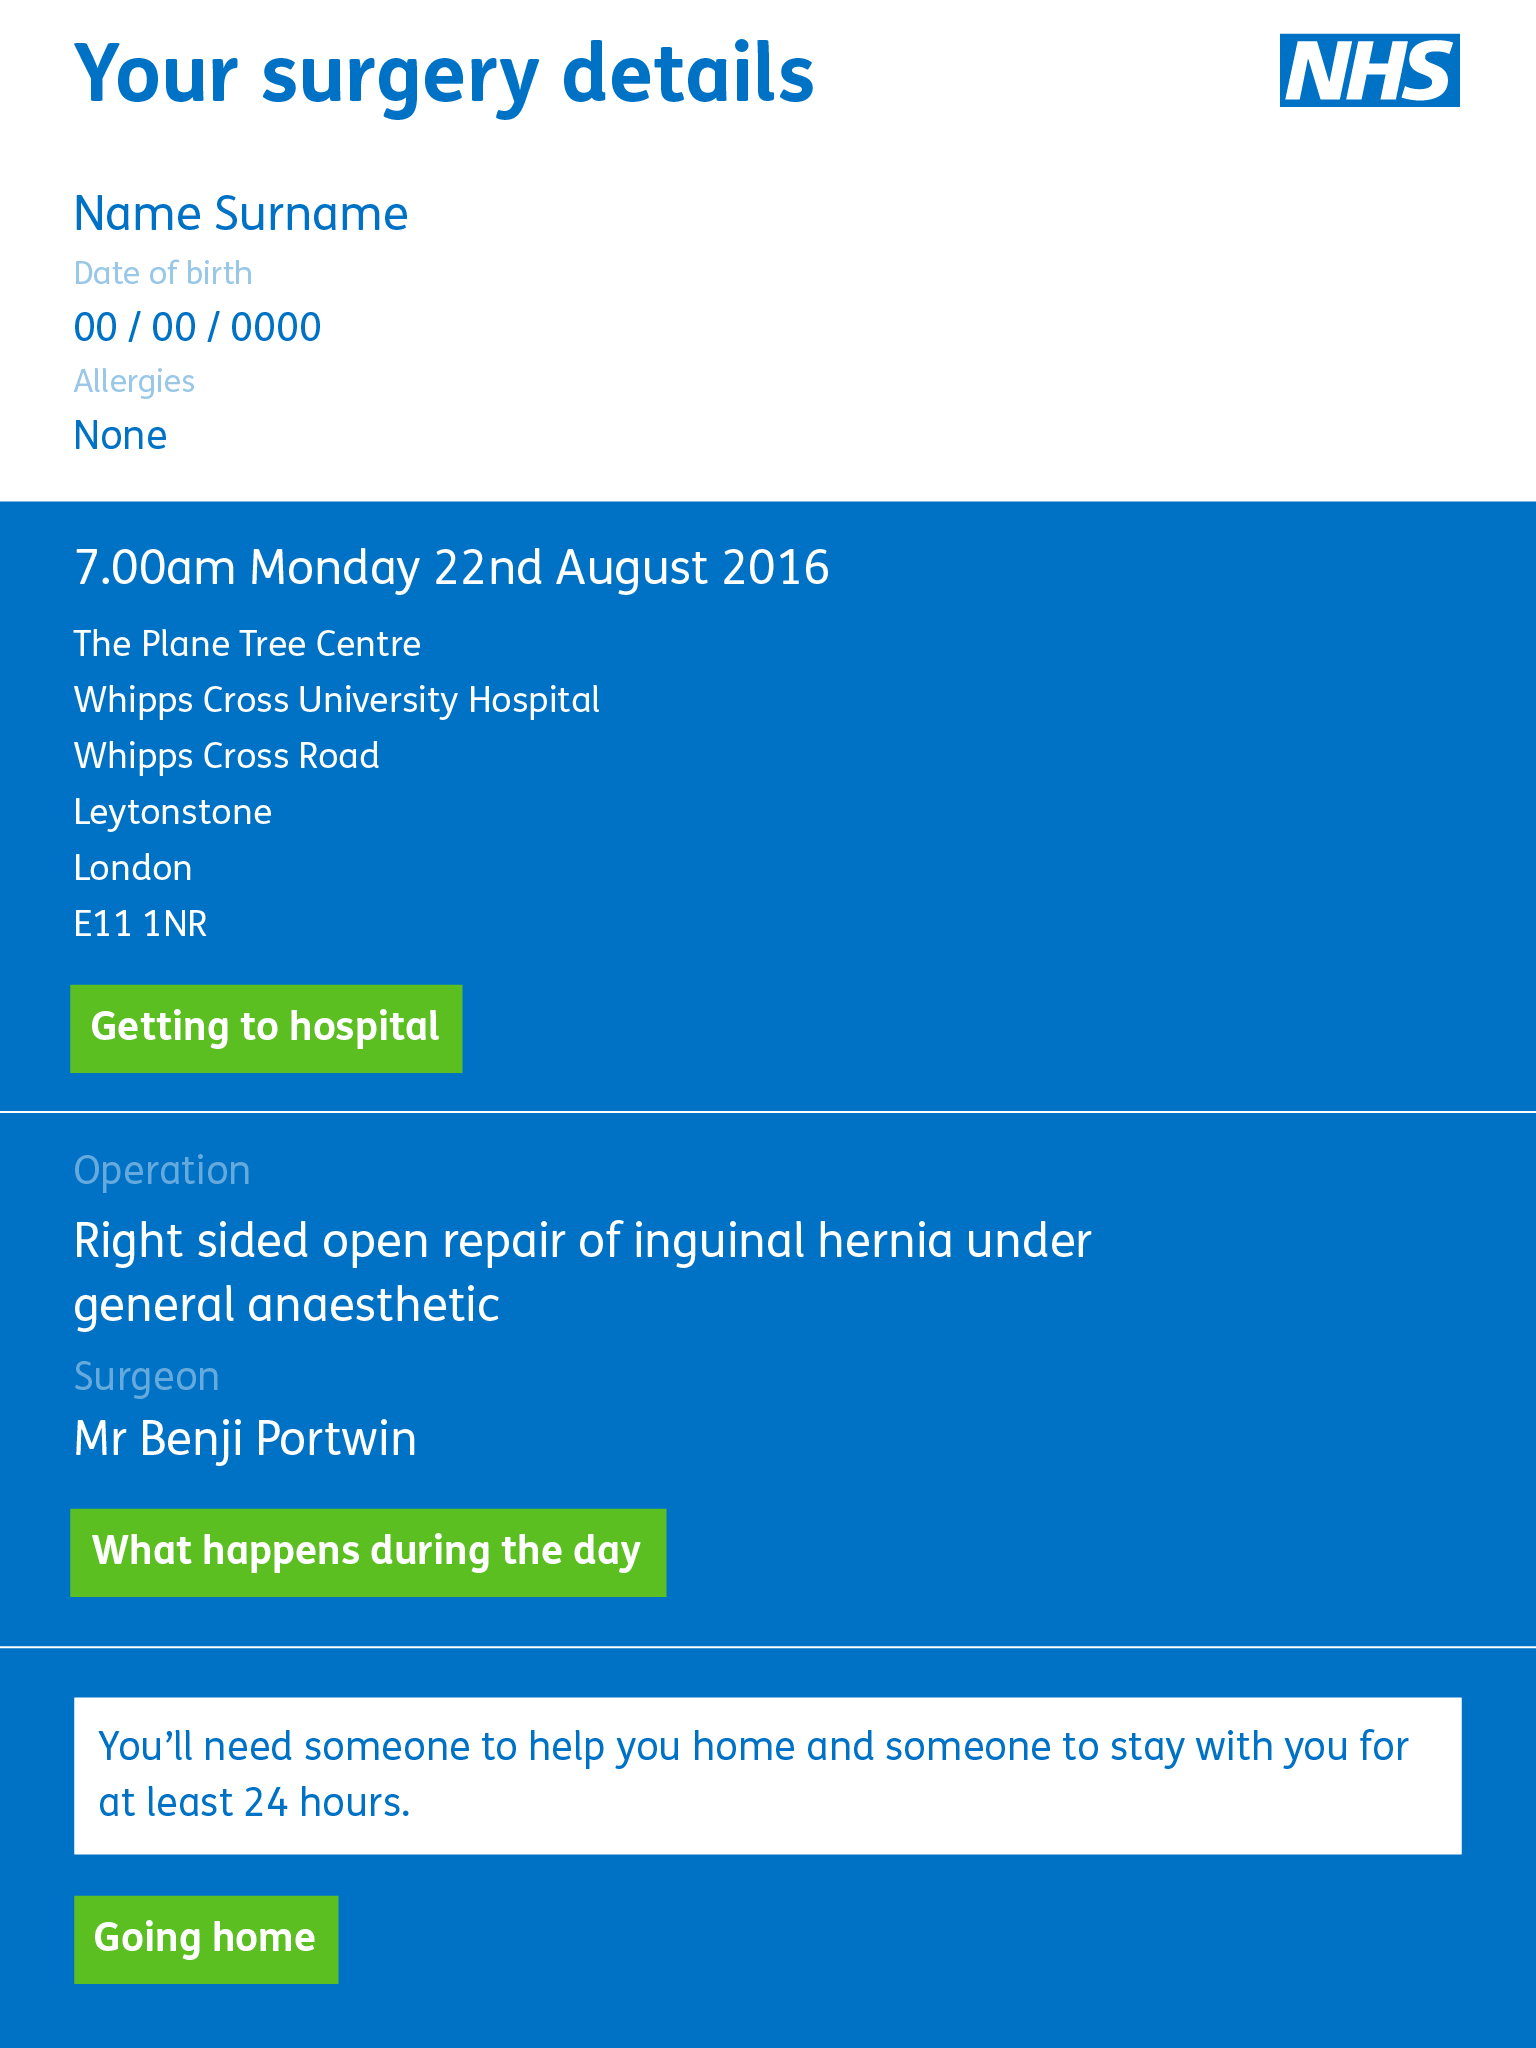 Your surgery details
NHS
Name Surname
Date of birth
00 / 00 / 0000
Allergies
None
7.00am Monday 22nd August 2016
The Plane Tree Centre
Whipps Cross University Hospital
Whipps Cross Road
Leytonstone
London
E11 1NR
Getting to hospital
Operation
Right sided open repair of inguinal hernia under
general anaesthetic
Surgeon
Mr Benji Portwin
What happens during the day
You’ll need someone to help you home and someone to stay with you for
at least 24 hours.
Going home